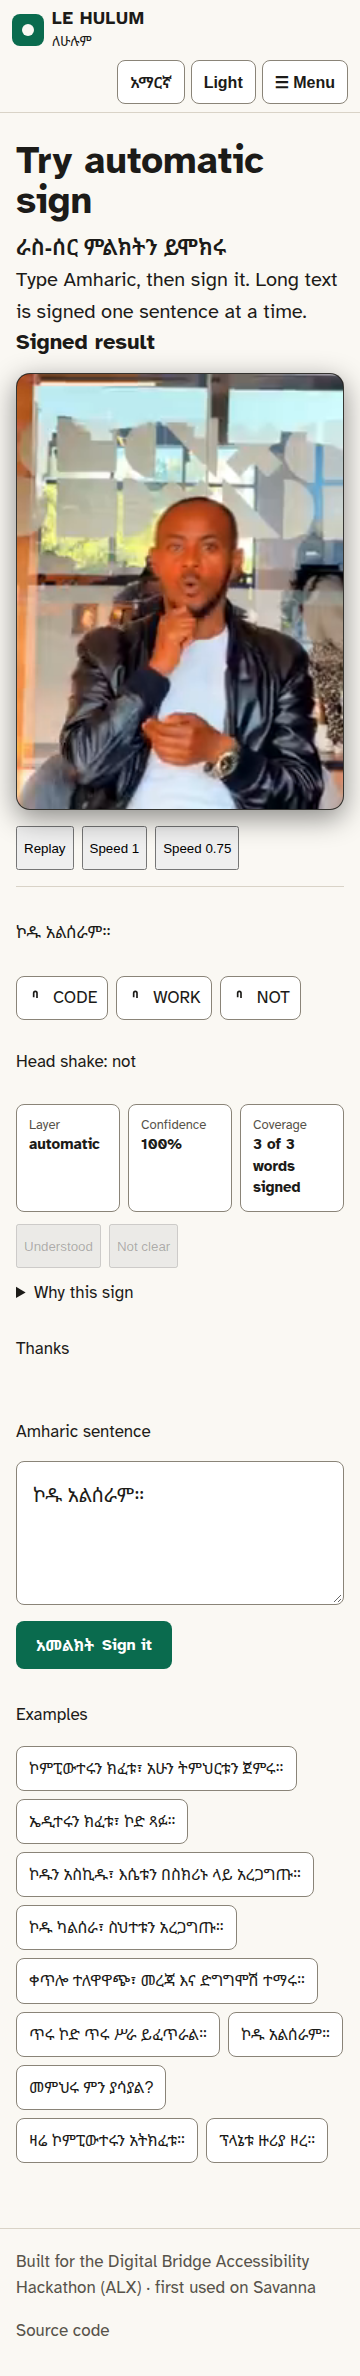 LE HULUM
ለሁሉም
አማርኛ
Light
☰ Menu
Try automatic
sign
ራስ-ሰር ምልክትን ይሞክሩ
Type Amharic, then sign it. Long text
is signed one sentence at a time.
Signed result
Replay
Speed 1
Speed 0.75
ኮዱ አልሰራም።
CODE
WORK
NOT
Head shake: not
Layer
automatic
Confidence
100%
Coverage
3 of 3
words
signed
Understood
Not clear
▶ Why this sign
Thanks
Amharic sentence
ኮዱ አልሰራም።
አመልክት Sign it
Examples
ኮምፒውተሩን ክፈቱ፣ አሁን ትምህርቱን ጀምሩ።
ኤዲተሩን ክፈቱ፣ ኮድ ጻፉ።
ኮዱን አስኪዱ፣ እሴቱን በስክሪኑ ላይ አረጋግጡ።
ኮዱ ካልሰራ፣ ስህተቱን አረጋግጡ።
ቀጥሎ ተለዋዋጭ፣ መረጃ እና ድግግሞሽ ተማሩ።
ጥሩ ኮድ ጥሩ ሥራ ይፈጥራል።
ኮዱ አልሰራም።
መምህሩ ምን ያሳያል?
ዛሬ ኮምፒውተሩን አትክፈቱ።
ፕላኔቱ ዙሪያ ዞረ።
Built for the Digital Bridge Accessibility
Hackathon (ALX) · first used on Savanna
Source code